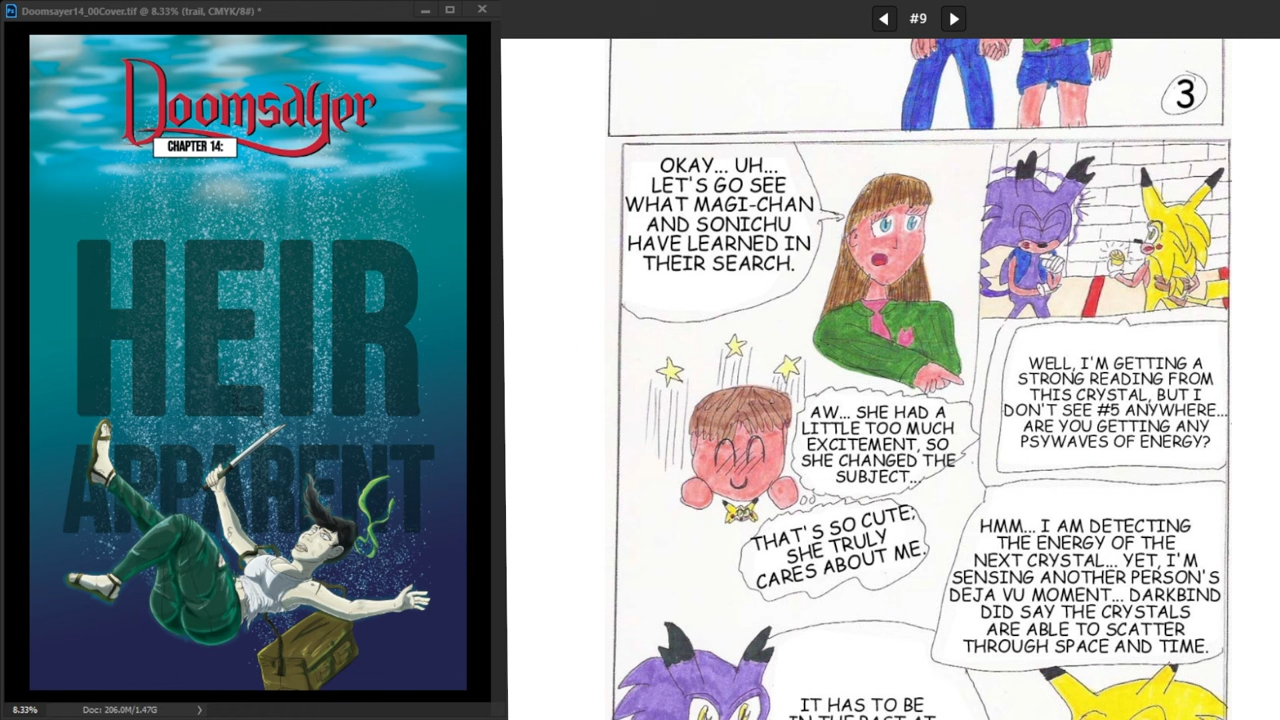 Doomsayer14_00Cover.tif @ 8.33% (trail, CMYK/8#) *
Doomsayer
CHAPTER 14:
HEIR
APPARENT
8.33%
Doc: 206.0M/1.47G
#9
3
OKAY... UH...
LET'S GO SEE
WHAT MAGI-CHAN
AND SONICHU
HAVE LEARNED IN
THEIR SEARCH.
WELL, I'M GETTING A
STRONG READING FROM
THIS CRYSTAL, BUT I
DON'T SEE #5 ANYWHERE...
ARE YOU GETTING ANY
PSYWAVES OF ENERGY?
AW... SHE HAD A
LITTLE TOO MUCH
EXCITEMENT, SO
SHE CHANGED THE
SUBJECT...
THAT'S SO CUTE;
SHE TRULY
CARES ABOUT ME.
HMM... I AM DETECTING
THE ENERGY OF THE
NEXT CRYSTAL... YET, I'M
SENSING ANOTHER PERSON'S
DEJA VU MOMENT... DARKBIND
DID SAY THE CRYSTALS
ARE ABLE TO SCATTER
THROUGH SPACE AND TIME.
IT HAS TO BE
IN THE PAST AT